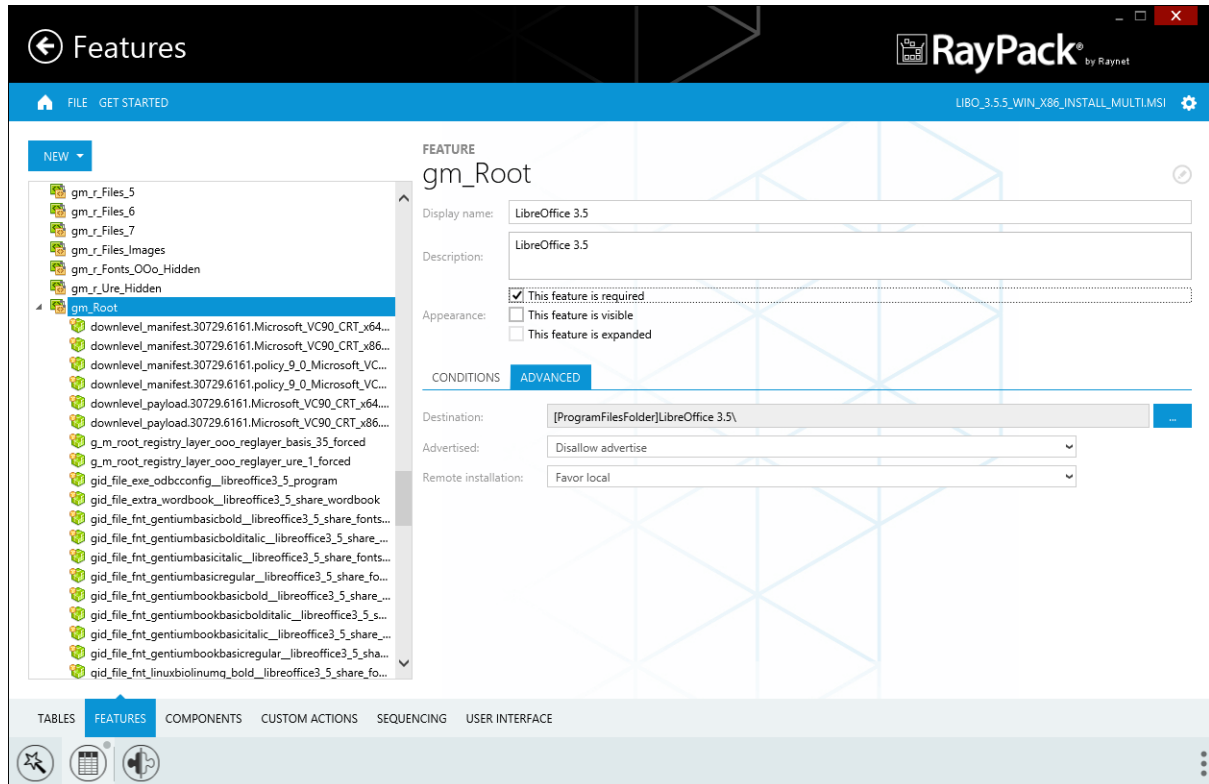 Features
RayPack® by Raynet
FILE GET STARTED
LIBO_3.5.5_WIN_X86_INSTALL_MULTI.MSI
NEW
gm_r_Files_5
gm_r_Files_6
gm_r_Files_7
gm_r_Files_Images
gm_r_Fonts_OOo_Hidden
gm_r_Ure_Hidden
gm_Root
downlevel_manifest.30729.6161.Microsoft_VC90_CRT_x64...
downlevel_manifest.30729.6161.Microsoft_VC90_CRT_x86...
downlevel_manifest.30729.6161.policy_9_0_Microsoft_VC...
downlevel_manifest.30729.6161.policy_9_0_Microsoft_VC...
downlevel_payload.30729.6161.Microsoft_VC90_CRT_x64....
downlevel_payload.30729.6161.Microsoft_VC90_CRT_x86....
g_m_root_registry_layer_ooo_reglayer_basis_35_forced
g_m_root_registry_layer_ooo_reglayer_ure_1_forced
gid_file_exe_odbcconfig__libreoffice3_5_program
gid_file_extra_wordbook__libreoffice3_5_share_wordbook
gid_file_fnt_gentiumbasicbold__libreoffice3_5_share_fonts...
gid_file_fnt_gentiumbasicbolditalic__libreoffice3_5_share_...
gid_file_fnt_gentiumbasicitalic__libreoffice3_5_share_fonts...
gid_file_fnt_gentiumbasicregular__libreoffice3_5_share_fo...
gid_file_fnt_gentiumbookbasicbold__libreoffice3_5_share_...
gid_file_fnt_gentiumbookbasicbolditalic__libreoffice3_5_s...
gid_file_fnt_gentiumbookbasicitalic__libreoffice3_5_share_...
gid_file_fnt_gentiumbookbasicregular__libreoffice3_5_sha...
gid_file_fnt_linuxbiolinumg_bold__libreoffice3_5_share_fo...
FEATURE
gm_Root
Display name: LibreOffice 3.5
Description: LibreOffice 3.5
Appearance:
This feature is required
This feature is visible
This feature is expanded
CONDITIONS ADVANCED
Destination: [ProgramFilesFolder]LibreOffice 3.5\ ...
Advertised: Disallow advertise
Remote installation: Favor local
TABLES FEATURES COMPONENTS CUSTOM ACTIONS SEQUENCING USER INTERFACE